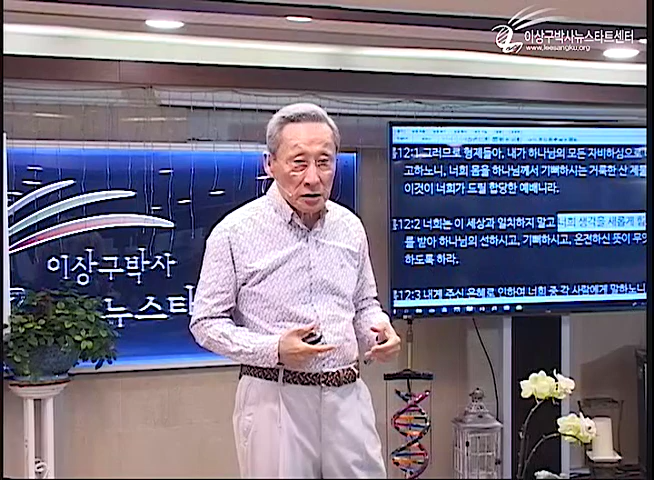 이상구박사뉴스타트센터
www.leesangku.org
12:1 그러므로 형제들아, 내가 하나님의 모든 자비하심으로
고하노니, 너희 몸을 하나님께서 기뻐하시는 거룩한 산 제물
이것이 너희가 드릴 합당한 예배니라.
12:2 너희는 이 세상과 일치하지 말고 너희 생각을 새롭게 함
를 받아 하나님의 선하시고, 기뻐하시고, 온전하신 뜻이 무엇
하도록 하라.
12:3 내게 주신 은혜로 인하여 너희 중 각 사람에게 말하노니
이상구박사
뉴스타